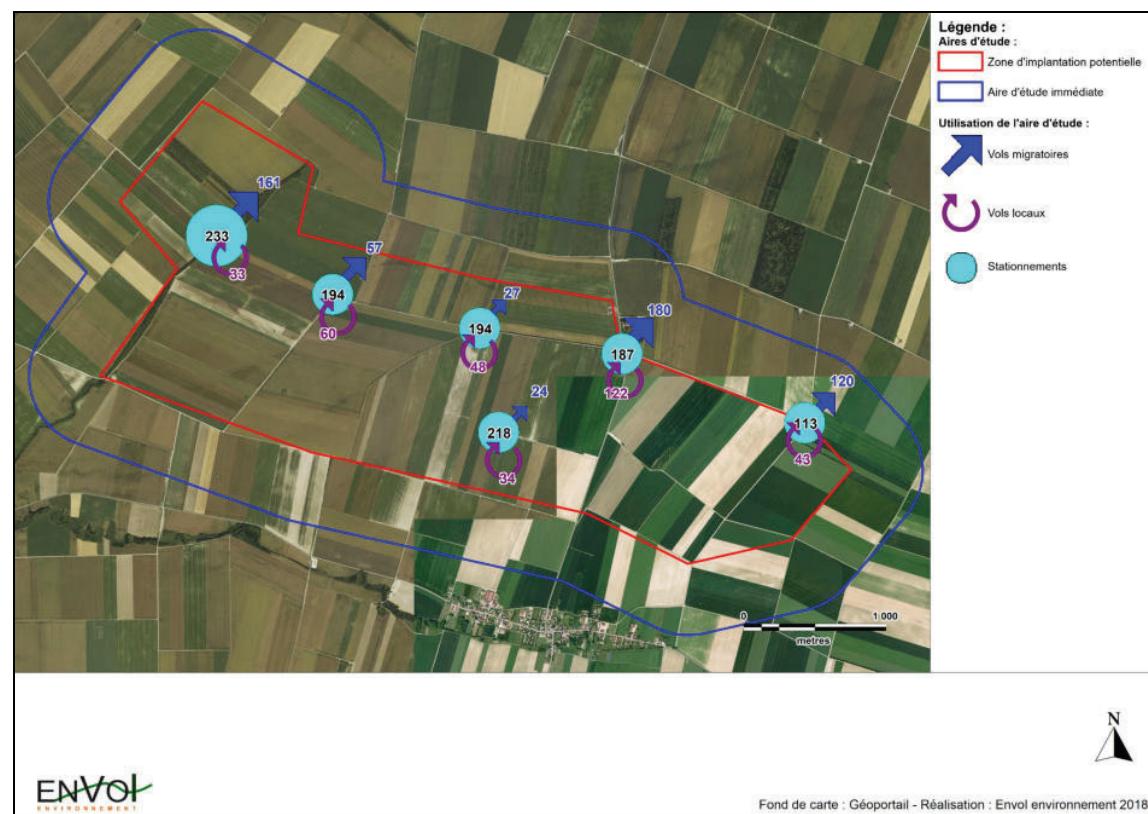 Légende :
Aires d'étude :
Zone d'implantation potentielle
Aire d'étude immédiate
Utilisation de l'aire d'étude :
Vols migratoires
Vols locaux
Stationnements
161
233
33
57
194
60
27
194
48
180
187
122
24
218
34
120
113
43
0 1 000
metres
N
ENVOl
ENVIRONNEMENT
Fond de carte : Géoportail - Réalisation : Envol environnement 2018